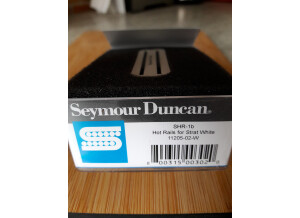 Seymour Duncan®
SHR-1b
Hot Rails for Strat White
11205-02-W